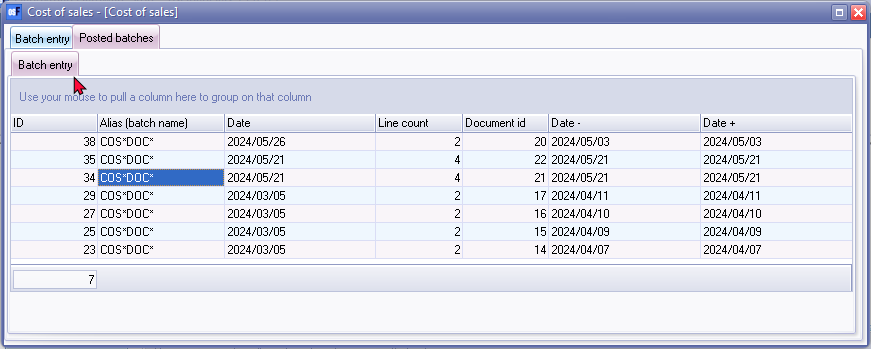 Cost of sales - [Cost of sales]
Batch entry Posted batches
Batch entry
Use your mouse to pull a column here to group on that column
ID Alias (batch name) Date Line count Document id Date - Date +
38 COS*DOC* 2024/05/26 2 20 2024/05/03 2024/05/03
35 COS*DOC* 2024/05/21 4 22 2024/05/21 2024/05/21
34 COS*DOC* 2024/05/21 4 21 2024/05/21 2024/05/21
29 COS*DOC* 2024/03/05 2 17 2024/04/11 2024/04/11
27 COS*DOC* 2024/03/05 2 16 2024/04/10 2024/04/10
25 COS*DOC* 2024/03/05 2 15 2024/04/09 2024/04/09
23 COS*DOC* 2024/03/05 2 14 2024/04/07 2024/04/07
7